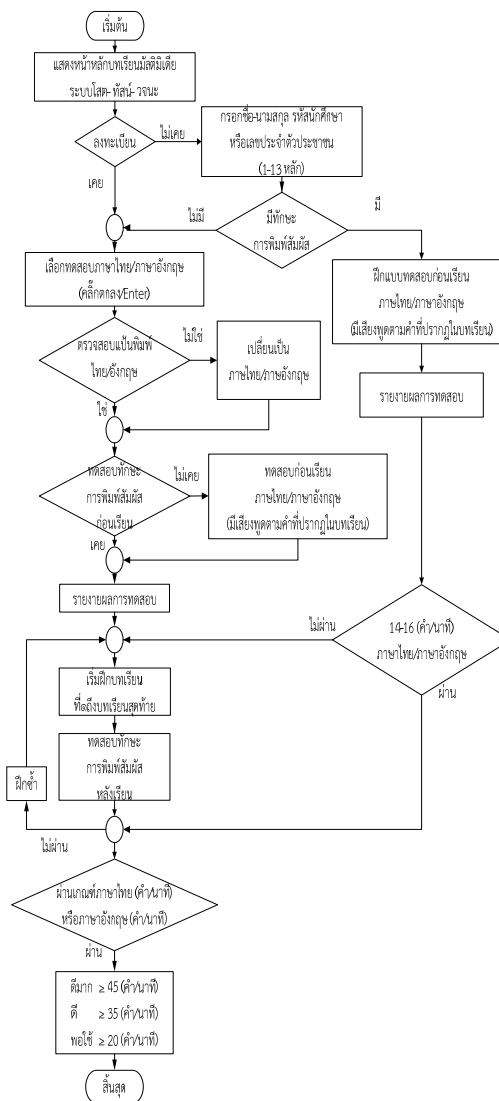 เริ่มต้น
แสดงหน้าหลักบทเรียนมัลติมิเดีย
ระบบโสต- ทัสน์- วจนะ
ลงทะเบียน
ไม่เคย
กรอกชื่อ-นามสกุล รหัสนักศึกษา
หรือเลขประจำตัวประชาชน
(1-13 หลัก)
เคย
ไม่มี
มีทักษะ
การพิมพ์สัมผัส
มี
เลือกทดสอบภาษาไทย/ภาษาอังกฤษ
(คลิ๊กตกลง/Enter)
ฝึกแบบทดสอบก่อนเรียน
ภาษาไทย/ภาษาอังกฤษ
(มีเสียงพูดตามคำที่ปรากฏในบทเรียน)
ตรวจสอบแป้นพิมพ์
ไทย/อังกฤษ
ไม่ใช่
เปลี่ยนเป็น
ภาษาไทย/ภาษาอังกฤษ
รายงายผลการทดสอบ
ใช่
ทดสอบทักษะ
การพิมพ์สัมผัส
ก่อนเรียน
ไม่เคย
ทดสอบก่อนเรียน
ภาษาไทย/ภาษาอังกฤษ
(มีเสียงพูดตามคำที่ปรากฏในบทเรียน)
เคย
รายงายผลการทดสอบ
ไม่ผ่าน
14-16 (คำ/นาที)
ภาษาไทย/ภาษาอังกฤษ
ผ่าน
เริ่มฝึกบทเรียน
ที่๑ถึงบทเรียนสุดท้าย
ทดสอบทักษะ
การพิมพ์สัมผัส
หลังเรียน
ฝึกซ้ำ
ไม่ผ่าน
ผ่านเกณฑ์ภาษาไทย (คำ/นาที)
หรือภาษาอังกฤษ (คำ/นาที)
ผ่าน
ดีมาก ≥ 45 (คำ/นาที)
ดี ≥ 35 (คำ/นาที)
พอใช้ ≥ 20 (คำ/นาที)
สิ้นสุด